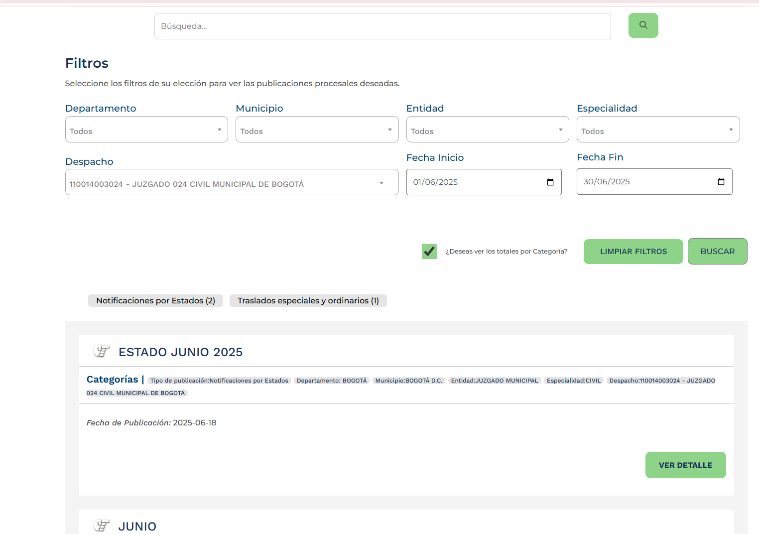 Búsqueda...
Filtros
Seleccione los filtros de su elección para ver las publicaciones procesales deseadas.
Departamento Municipio Entidad Especialidad
Todos Todos Todos Todos
Despacho Fecha Inicio Fecha Fin
110014003024 - JUZGADO 024 CIVIL MUNICIPAL DE BOGOTÁ 01/06/2025 30/06/2025
¿Deseas ver los totales por Categoría? LIMPIAR FILTROS BUSCAR
Notificaciones por Estados (2) Traslados especiales y ordinarios (1)
ESTADO JUNIO 2025
Categorías | Tipo de publicación:Notificaciones por Estados Departamento: BOGOTÁ Municipio:BOGOTÁ D.C. Entidad:JUZGADO MUNICIPAL Especialidad:CIVIL Despacho:110014003024 - JUZGADO
024 CIVIL MUNICIPAL DE BOGOTÁ
Fecha de Publicación: 2025-06-18
VER DETALLE
JUNIO